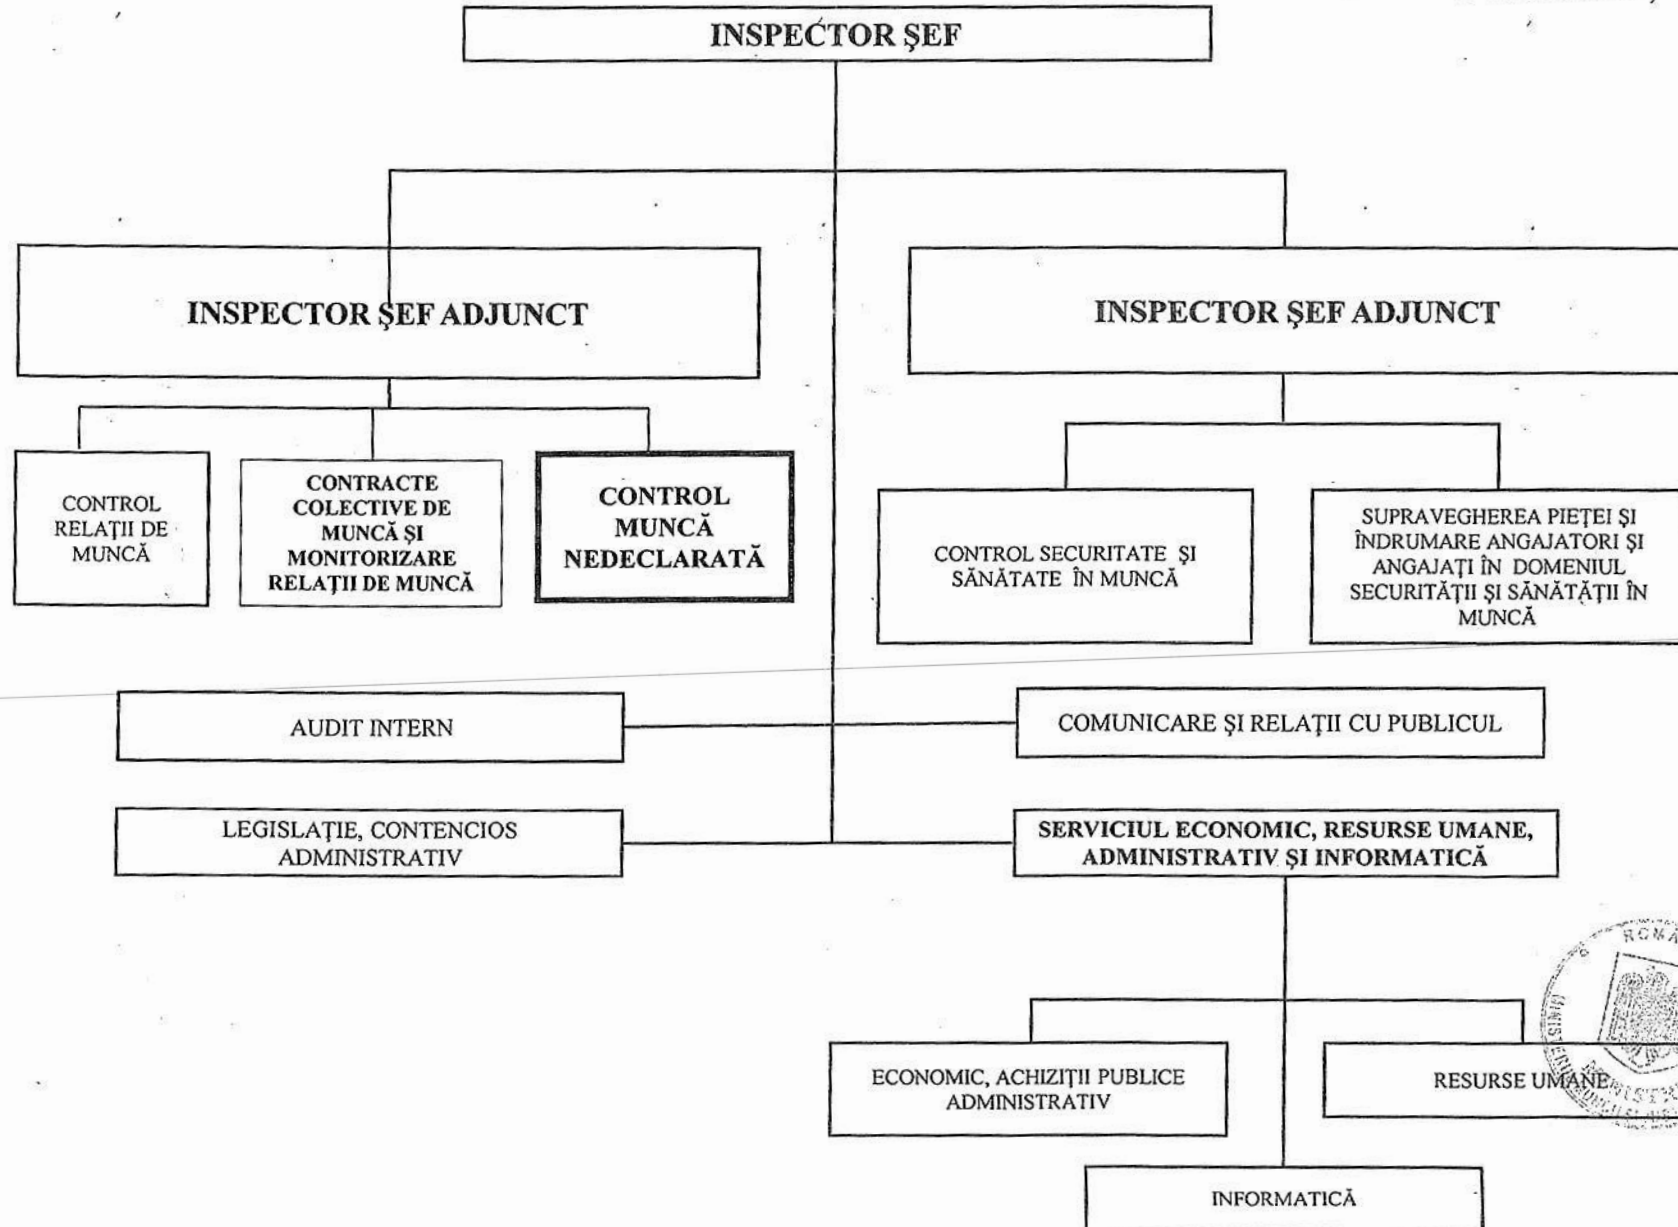 INSPECTOR ŞEF
INSPECTOR ŞEF ADJUNCT
INSPECTOR ŞEF ADJUNCT
CONTROL
RELAŢII DE
MUNCĂ
CONTRACTE
COLECTIVE DE
MUNCĂ ŞI
MONITORIZARE
RELAŢII DE MUNCĂ
CONTROL
MUNCĂ
NEDECLARATĂ
CONTROL SECURITATE ŞI
SĂNĂTATE ÎN MUNCĂ
SUPRAVEGHEREA PIEŢEI ŞI
ÎNDRUMARE ANGAJATORI ŞI
ANGAJAŢI ÎN DOMENIUL
SECURITĂŢII ŞI SĂNĂTĂŢII ÎN
MUNCĂ
AUDIT INTERN
COMUNICARE ŞI RELAŢII CU PUBLICUL
LEGISLAŢIE, CONTENCIOS
ADMINISTRATIV
SERVICIUL ECONOMIC, RESURSE UMANE,
ADMINISTRATIV ŞI INFORMATICĂ
ECONOMIC, ACHIZIŢII PUBLICE
ADMINISTRATIV
RESURSE UMANE
INFORMATICĂ